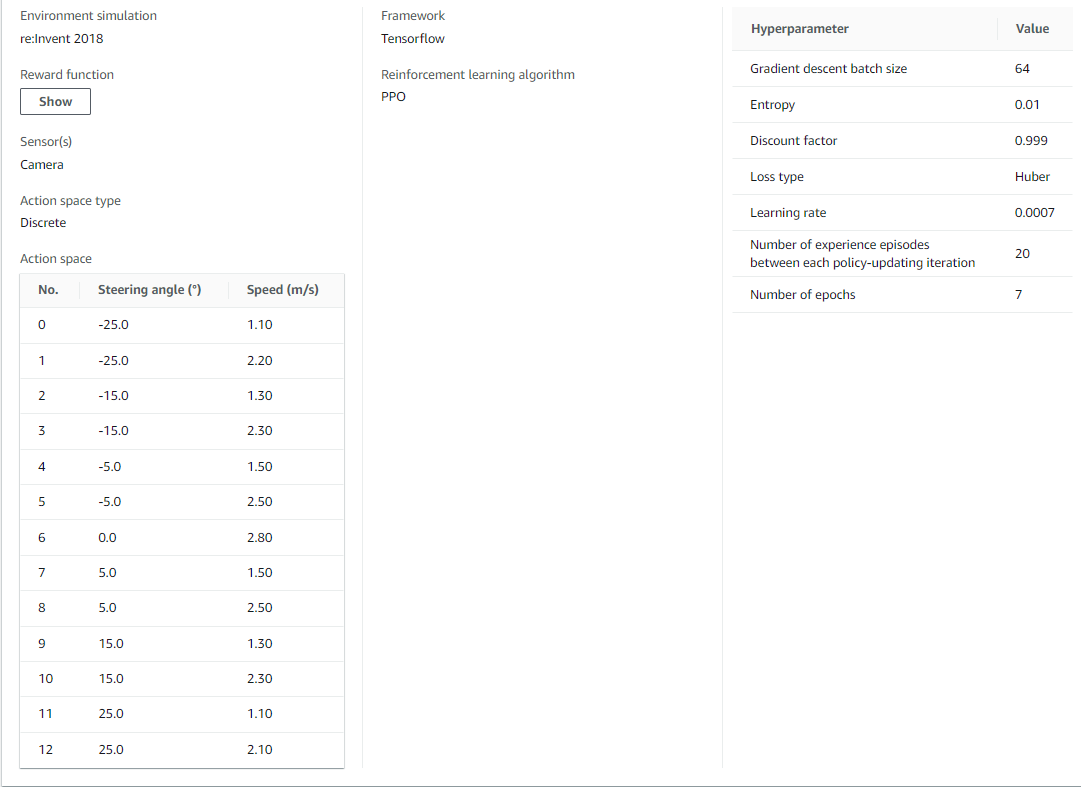 Environment simulation
re:Invent 2018
Reward function
Show
Sensor(s)
Camera
Action space type
Discrete
Action space
No. Steering angle (°) Speed (m/s)
0 -25.0 1.10
1 -25.0 2.20
2 -15.0 1.30
3 -15.0 2.30
4 -5.0 1.50
5 -5.0 2.50
6 0.0 2.80
7 5.0 1.50
8 5.0 2.50
9 15.0 1.30
10 15.0 2.30
11 25.0 1.10
12 25.0 2.10
Framework
Tensorflow
Reinforcement learning algorithm
PPO
Hyperparameter Value
Gradient descent batch size 64
Entropy 0.01
Discount factor 0.999
Loss type Huber
Learning rate 0.0007
Number of experience episodes
between each policy-updating iteration 20
Number of epochs 7